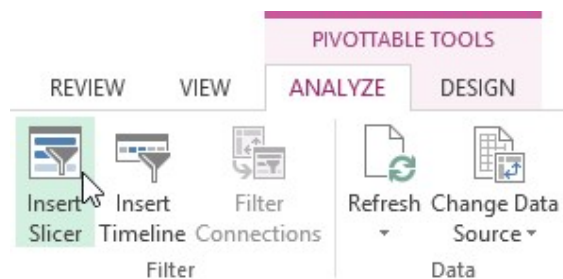 PIVOTTABLE TOOLS
REVIEW VIEW ANALYZE DESIGN
Insert Insert Filter Refresh Change Data
Slicer Timeline Connections Source
Filter Data